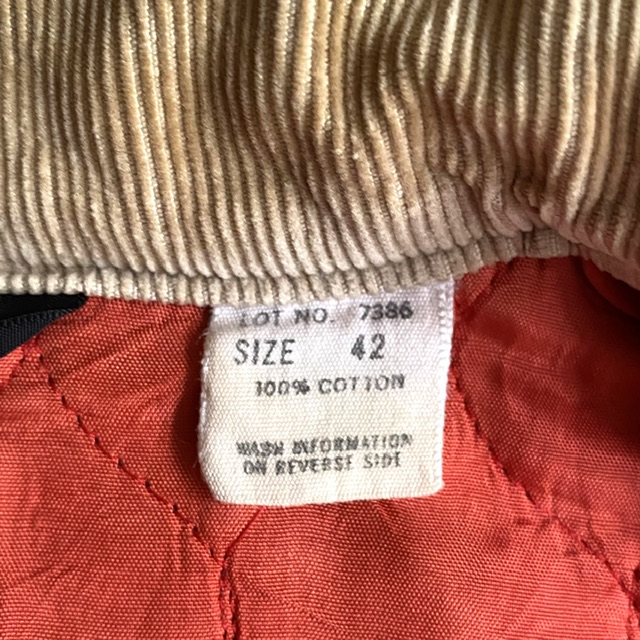 LOT NO. 7386
SIZE 42
100% COTTON
WASH INFORMATION
ON REVERSE SIDE